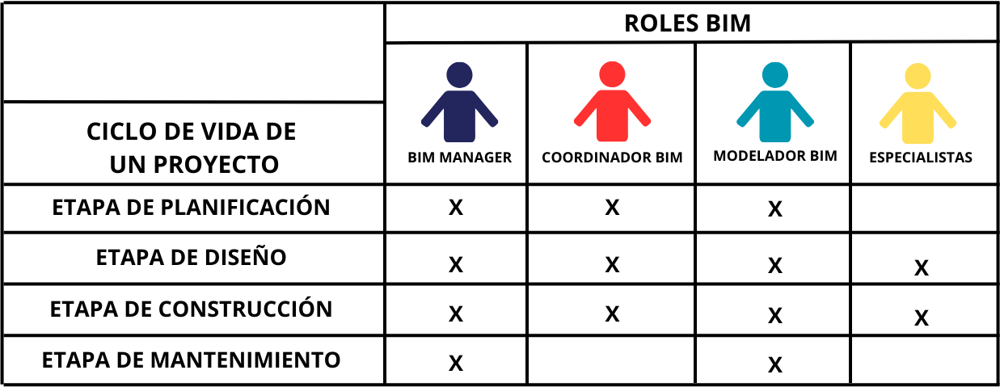 ROLES BIM
CICLO DE VIDA DE
UN PROYECTO
BIM MANAGER
COORDINADOR BIM
MODELADOR BIM
ESPECIALISTAS
ETAPA DE PLANIFICACIÓN X X X
ETAPA DE DISEÑO X X X X
ETAPA DE CONSTRUCCIÓN X X X X
ETAPA DE MANTENIMIENTO X X